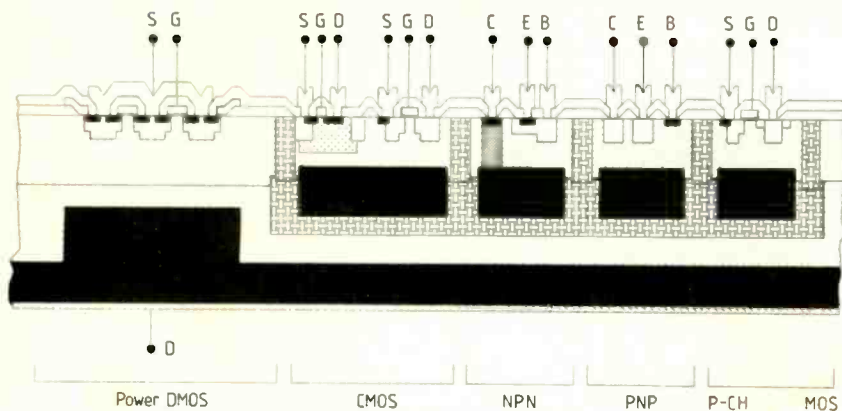 S G S G D S G D C E B C E B S G D
D
Power DMOS CMOS NPN PNP P-CH MOS